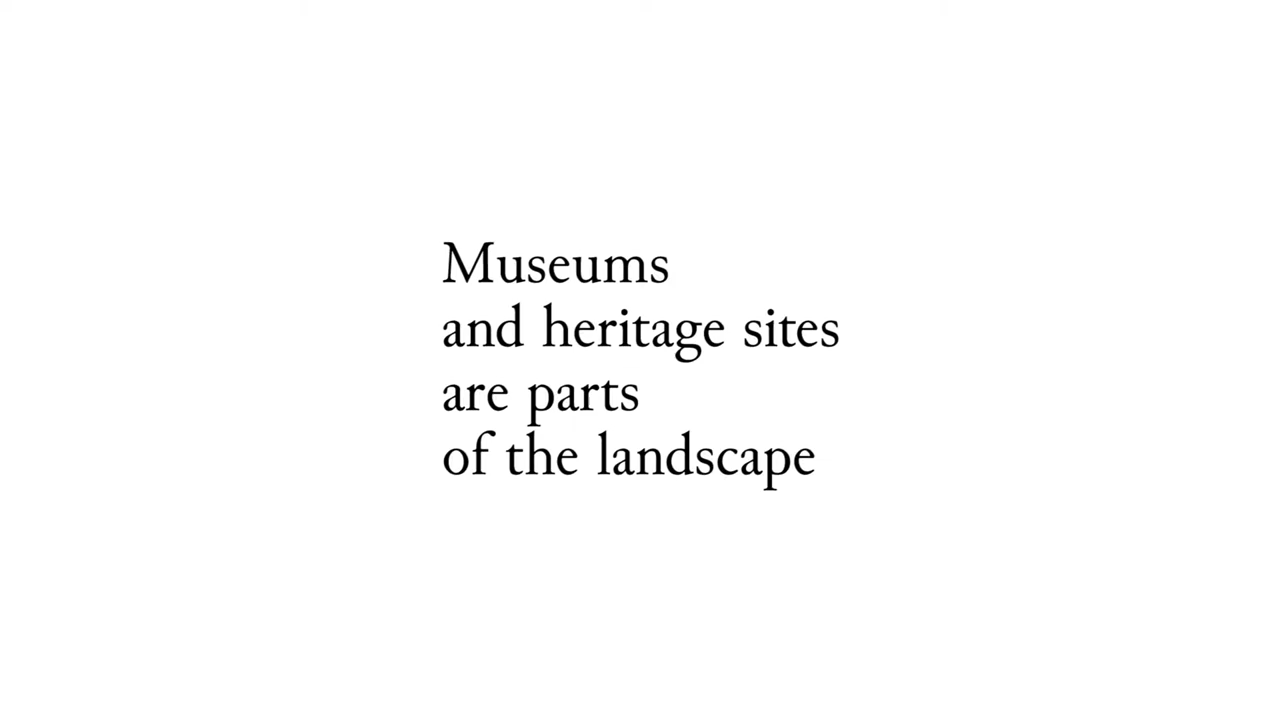 Museums
and heritage sites
are parts
of the landscape